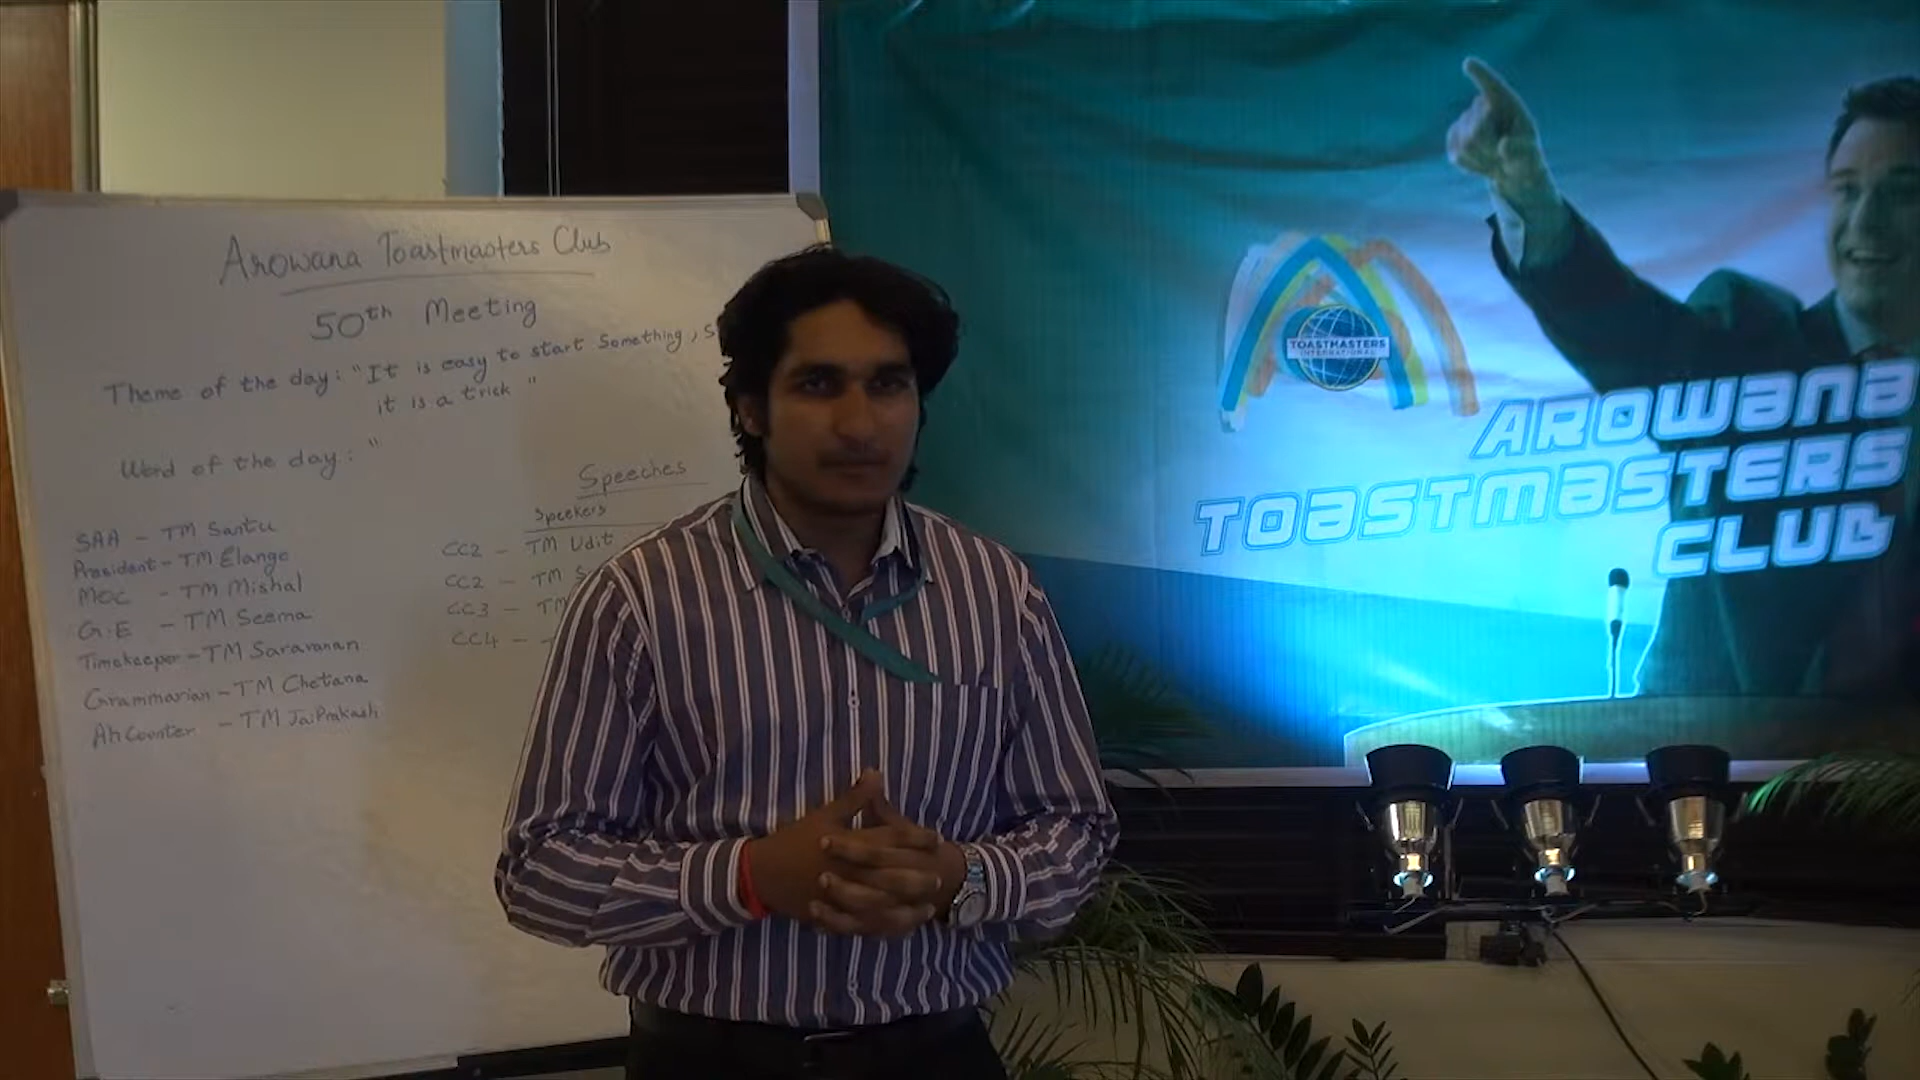 Arowana Toastmasters Club
50th Meeting
Theme of the day: "It is easy to start something, s
it is a trick"
Word of the day: "
Speeches
Speekers
SAA - TM Santu
President - TM Elango
MOC - TM Mishal
G.E - TM Seema
Timekeeper - TM Saravanan
Grammarian - TM Chetana
Ah Counter - TM JaiPrakash
CC2 - TM Udit
CC2 - TM S
CC3 - TM
CC4 -
TOASTMASTERS
INTERNATIONAL
AROWANA
TOASTMASTERS
CLUB